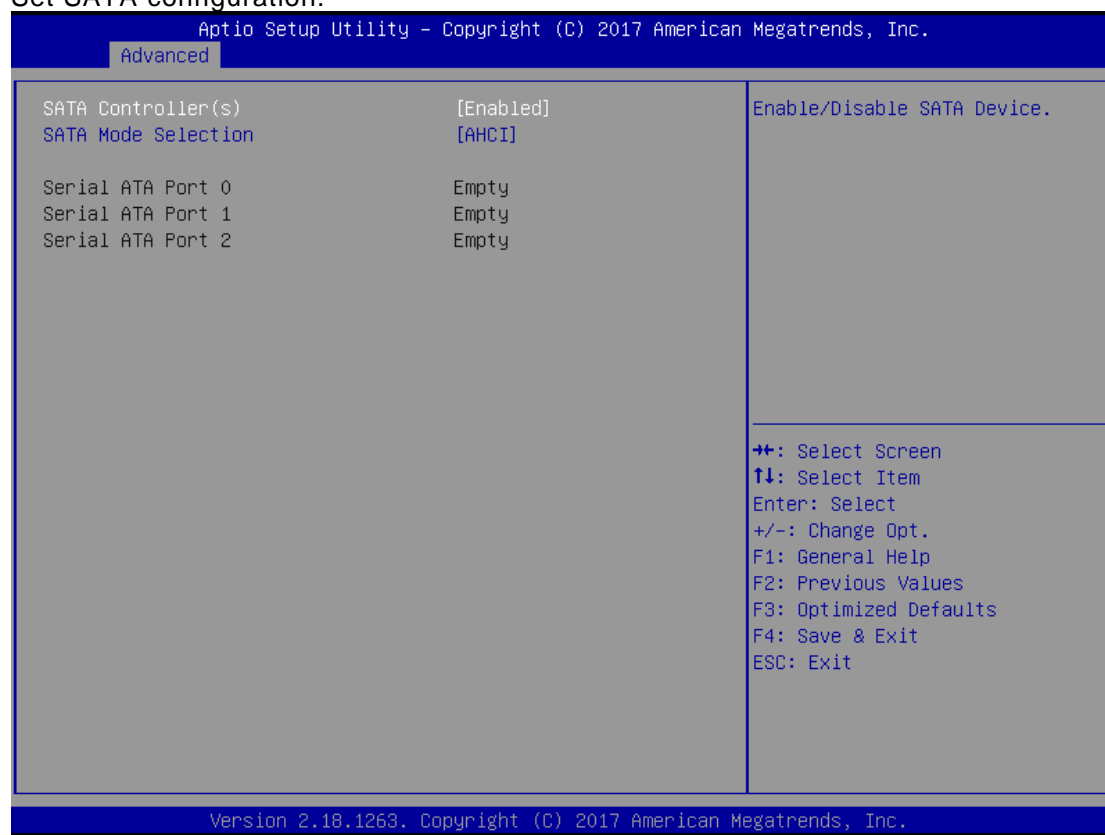 Set SATA configuration.
Aptio Setup Utility – Copyright (C) 2017 American Megatrends, Inc.
Advanced
SATA Controller(s) [Enabled]
SATA Mode Selection [AHCI]
Serial ATA Port 0 Empty
Serial ATA Port 1 Empty
Serial ATA Port 2 Empty
Enable/Disable SATA Device.
→←: Select Screen
↑↓: Select Item
Enter: Select
+/-: Change Opt.
F1: General Help
F2: Previous Values
F3: Optimized Defaults
F4: Save & Exit
ESC: Exit
Version 2.18.1263. Copyright (C) 2017 American Megatrends, Inc.